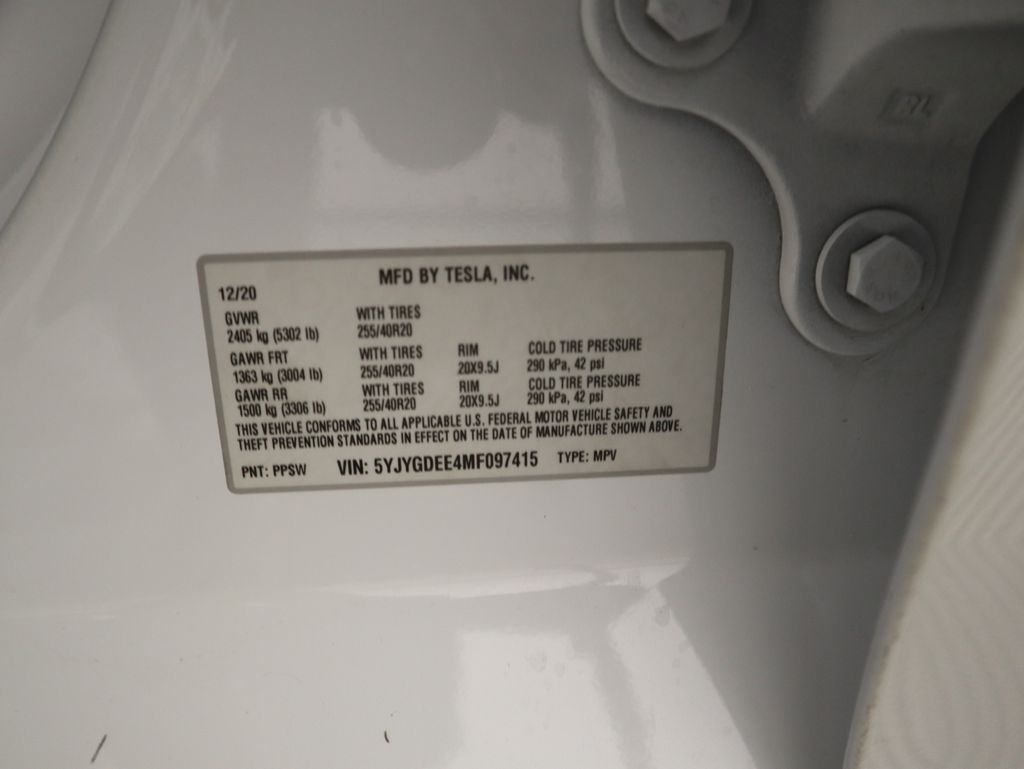 MFD BY TESLA, INC.
12/20
GVWR WITH TIRES
2405 kg (5302 lb) 255/40R20
GAWR FRT WITH TIRES RIM COLD TIRE PRESSURE
1363 kg (3004 lb) 255/40R20 20X9.5J 290 kPa, 42 psi
GAWR RR WITH TIRES RIM COLD TIRE PRESSURE
1500 kg (3306 lb) 255/40R20 20X9.5J 290 kPa, 42 psi
THIS VEHICLE CONFORMS TO ALL APPLICABLE U.S. FEDERAL MOTOR VEHICLE SAFETY AND
THEFT PREVENTION STANDARDS IN EFFECT ON THE DATE OF MANUFACTURE SHOWN ABOVE.
PNT: PPSW VIN: 5YJYGDEE4MF097415 TYPE: MPV